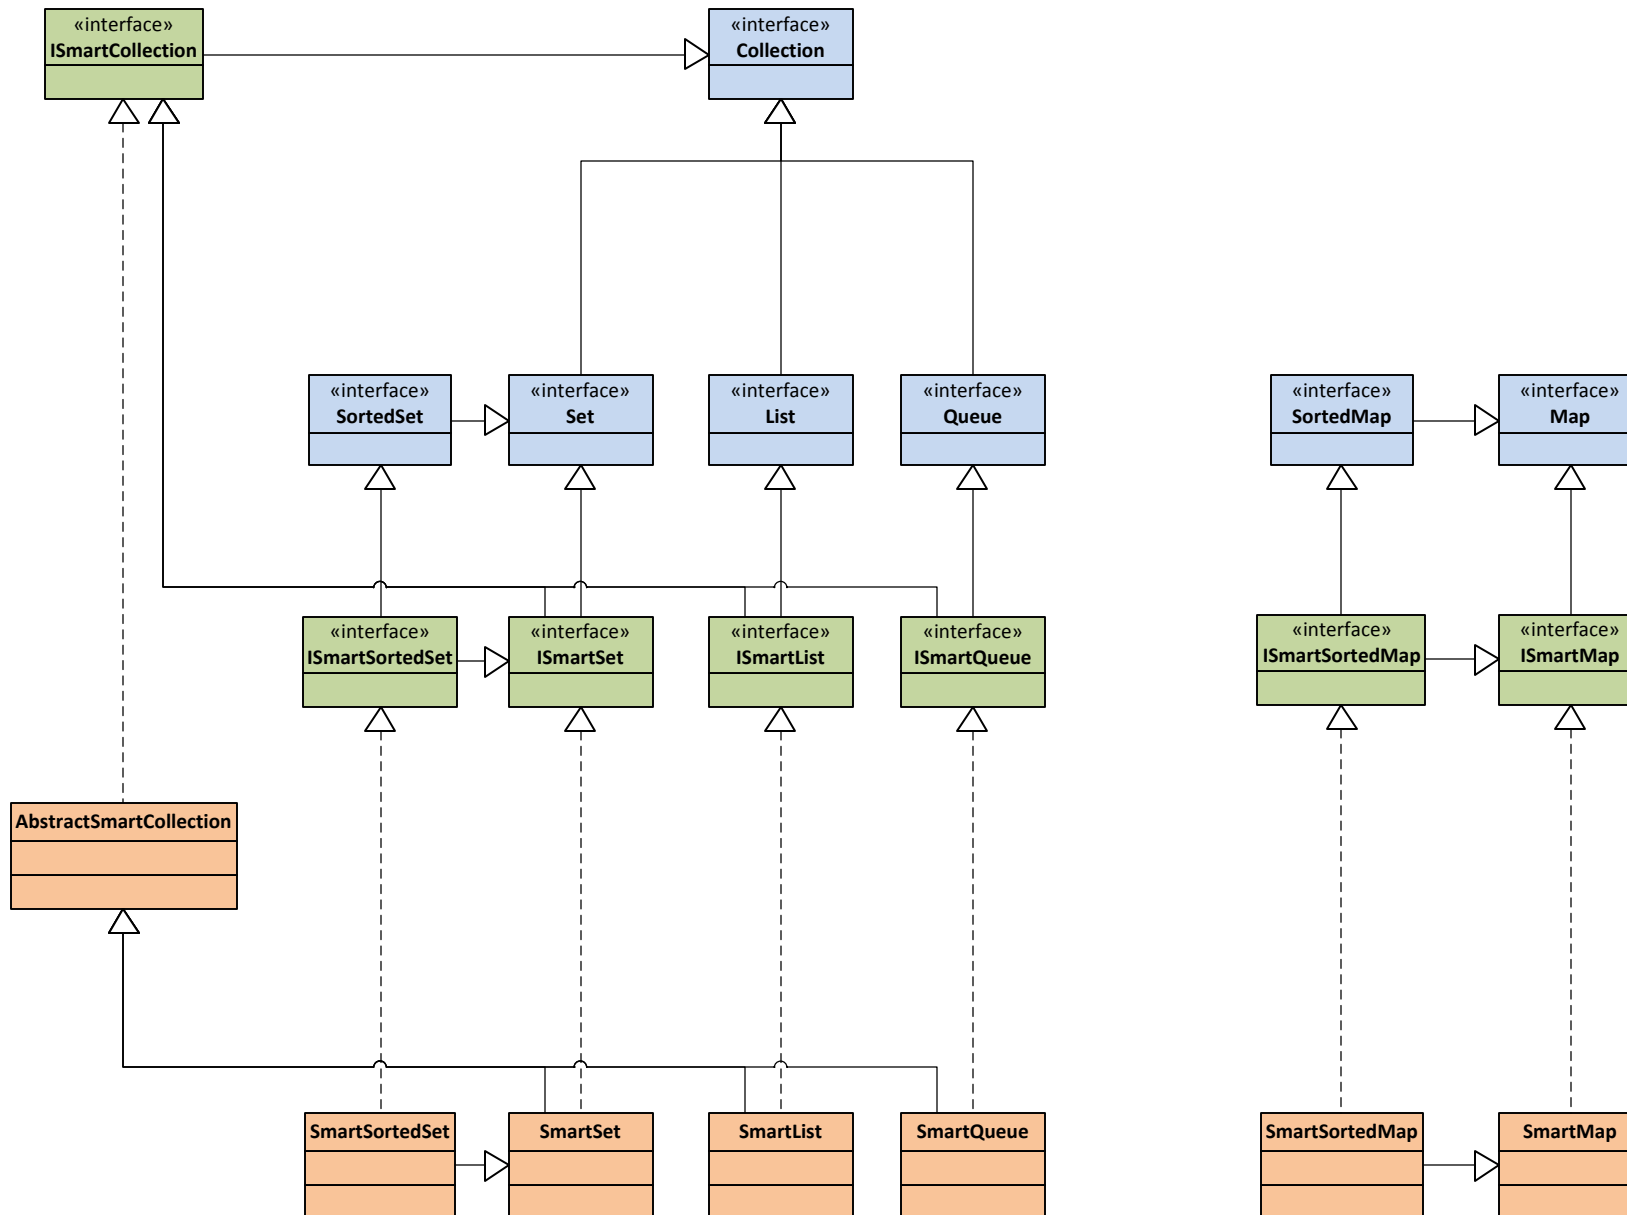 «interface»
ISmartCollection
«interface»
Collection
«interface»
SortedSet
«interface»
Set
«interface»
List
«interface»
Queue
«interface»
SortedMap
«interface»
Map
«interface»
ISmartSortedSet
«interface»
ISmartSet
«interface»
ISmartList
«interface»
ISmartQueue
«interface»
ISmartSortedMap
«interface»
ISmartMap
AbstractSmartCollection
SmartSortedSet
SmartSet
SmartList
SmartQueue
SmartSortedMap
SmartMap